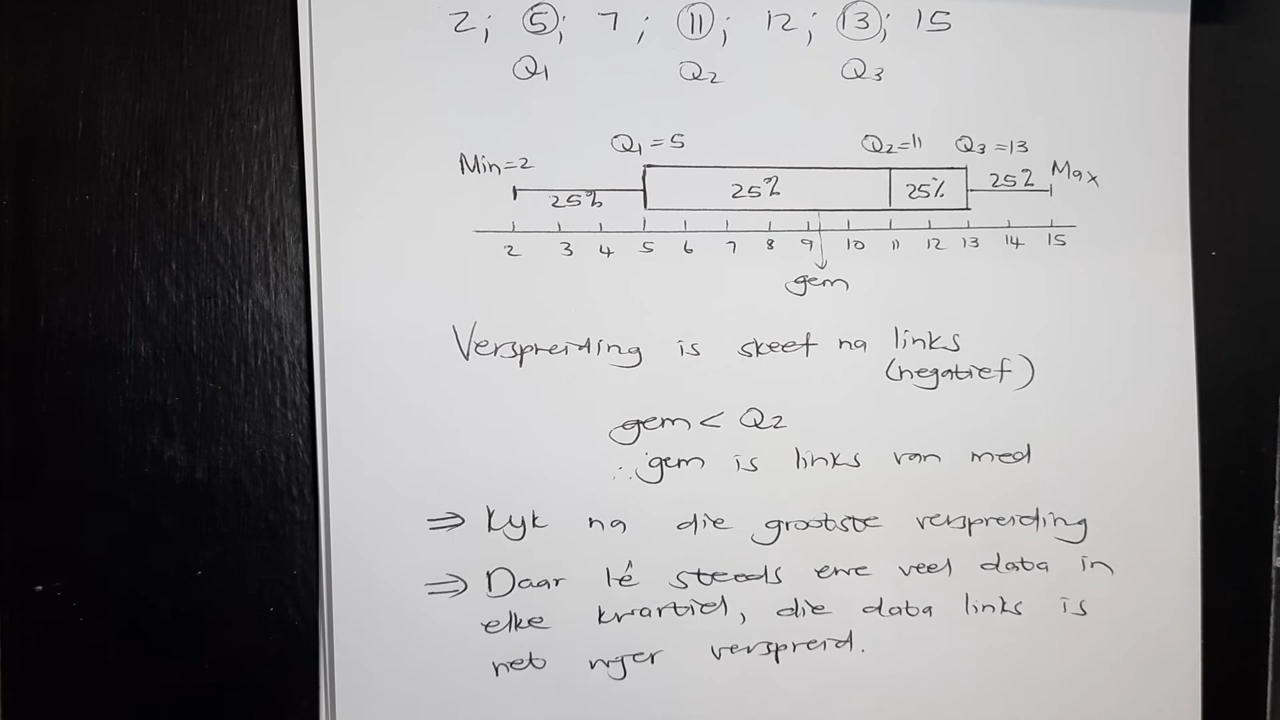 2; 5; 7; 11; 12; 13; 15
Q1 Q2 Q3
Min=2 Q1=5 Q2=11 Q3=13 Max
25% 25% 25% 25%
2 3 4 5 6 7 8 9 10 11 12 13 14 15
gem
Verspreiding is skeef na links
(negatief)
gem < Q2
∴ gem is links van med
⇒ Kyk na die grootste verspreiding
⇒ Daar lé steeds ewe veel data in
elke kwartiel, die data links is
net wyer verspreid.